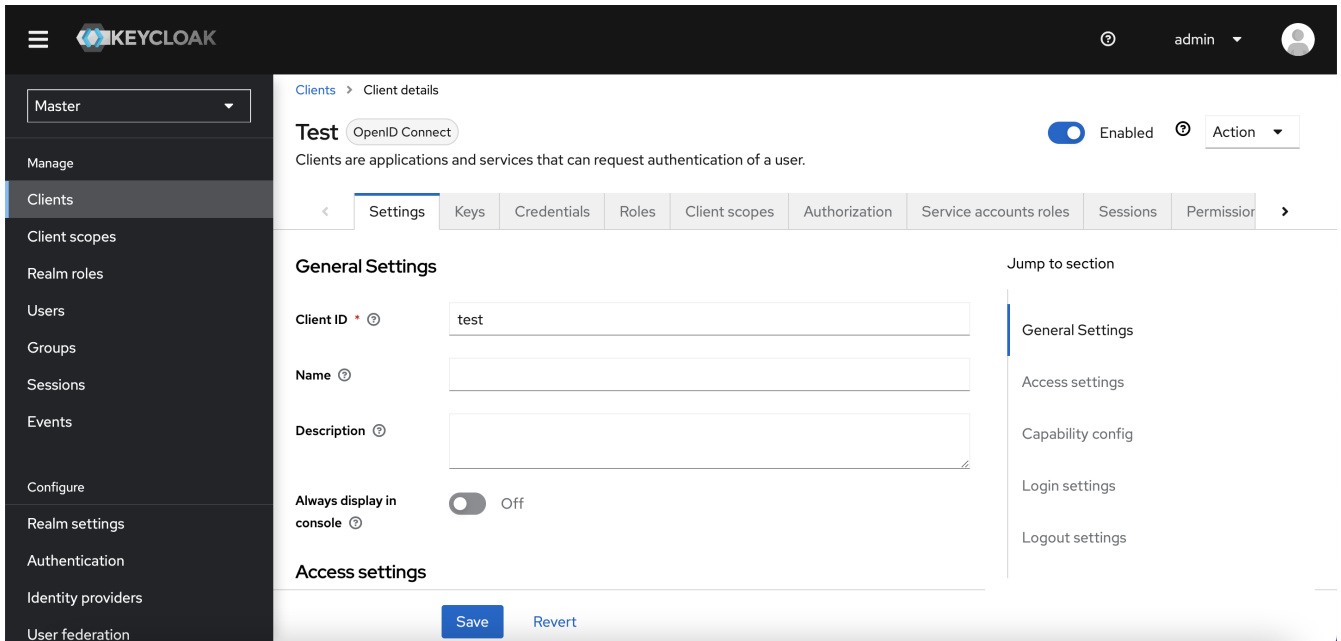 KEYCLOAK
admin
Master
Manage
Clients
Client scopes
Realm roles
Users
Groups
Sessions
Events
Configure
Realm settings
Authentication
Identity providers
User federation
Clients > Client details
Test OpenID Connect
Enabled
Action
Clients are applications and services that can request authentication of a user.
Settings Keys Credentials Roles Client scopes Authorization Service accounts roles Sessions Permission
General Settings
Client ID *
test
Name
Description
Always display in
console
Off
Access settings
Save Revert
Jump to section
General Settings
Access settings
Capability config
Login settings
Logout settings